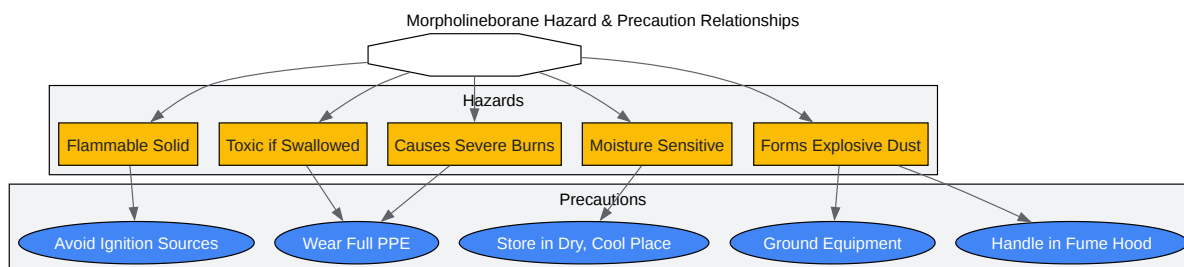 Morpholineborane Hazard & Precaution Relationships
Hazards
Flammable Solid
Toxic if Swallowed
Causes Severe Burns
Moisture Sensitive
Forms Explosive Dust
Precautions
Avoid Ignition Sources
Wear Full PPE
Store in Dry, Cool Place
Ground Equipment
Handle in Fume Hood